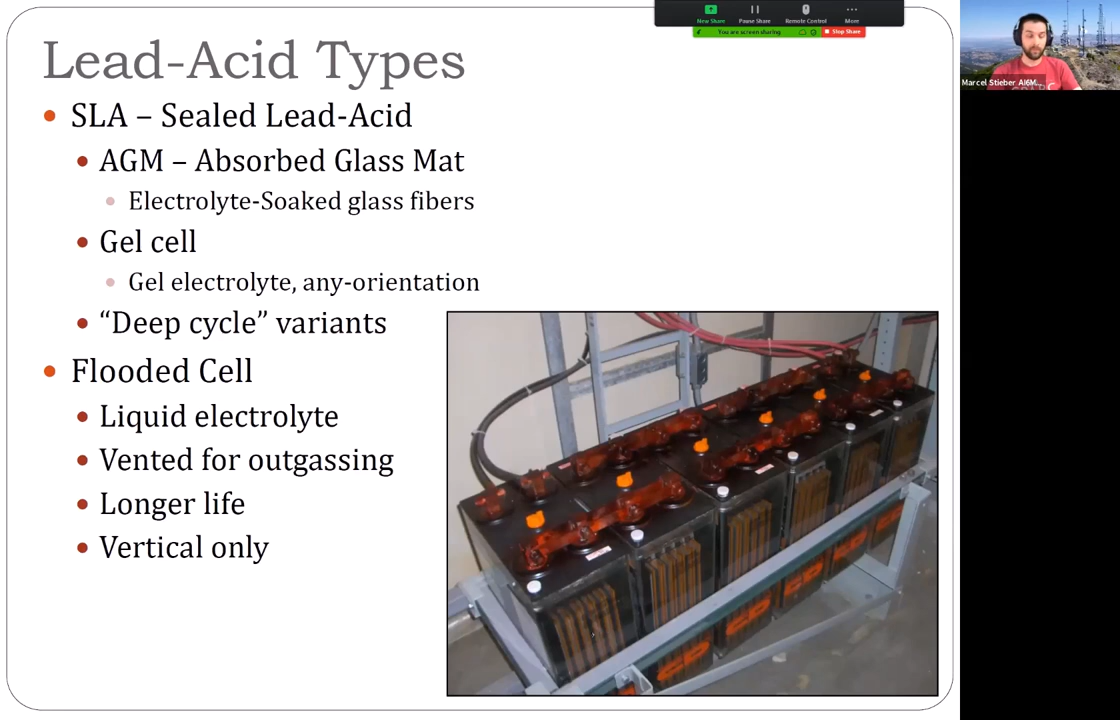 New Share
Pause Share
Remote Control
More
You are screen sharing
Stop Share
Lead-Acid Types
SLA – Sealed Lead-Acid
AGM – Absorbed Glass Mat
Electrolyte-Soaked glass fibers
Gel cell
Gel electrolyte, any-orientation
“Deep cycle” variants
Flooded Cell
Liquid electrolyte
Vented for outgassing
Longer life
Vertical only
Marcel Stieber AI6M...